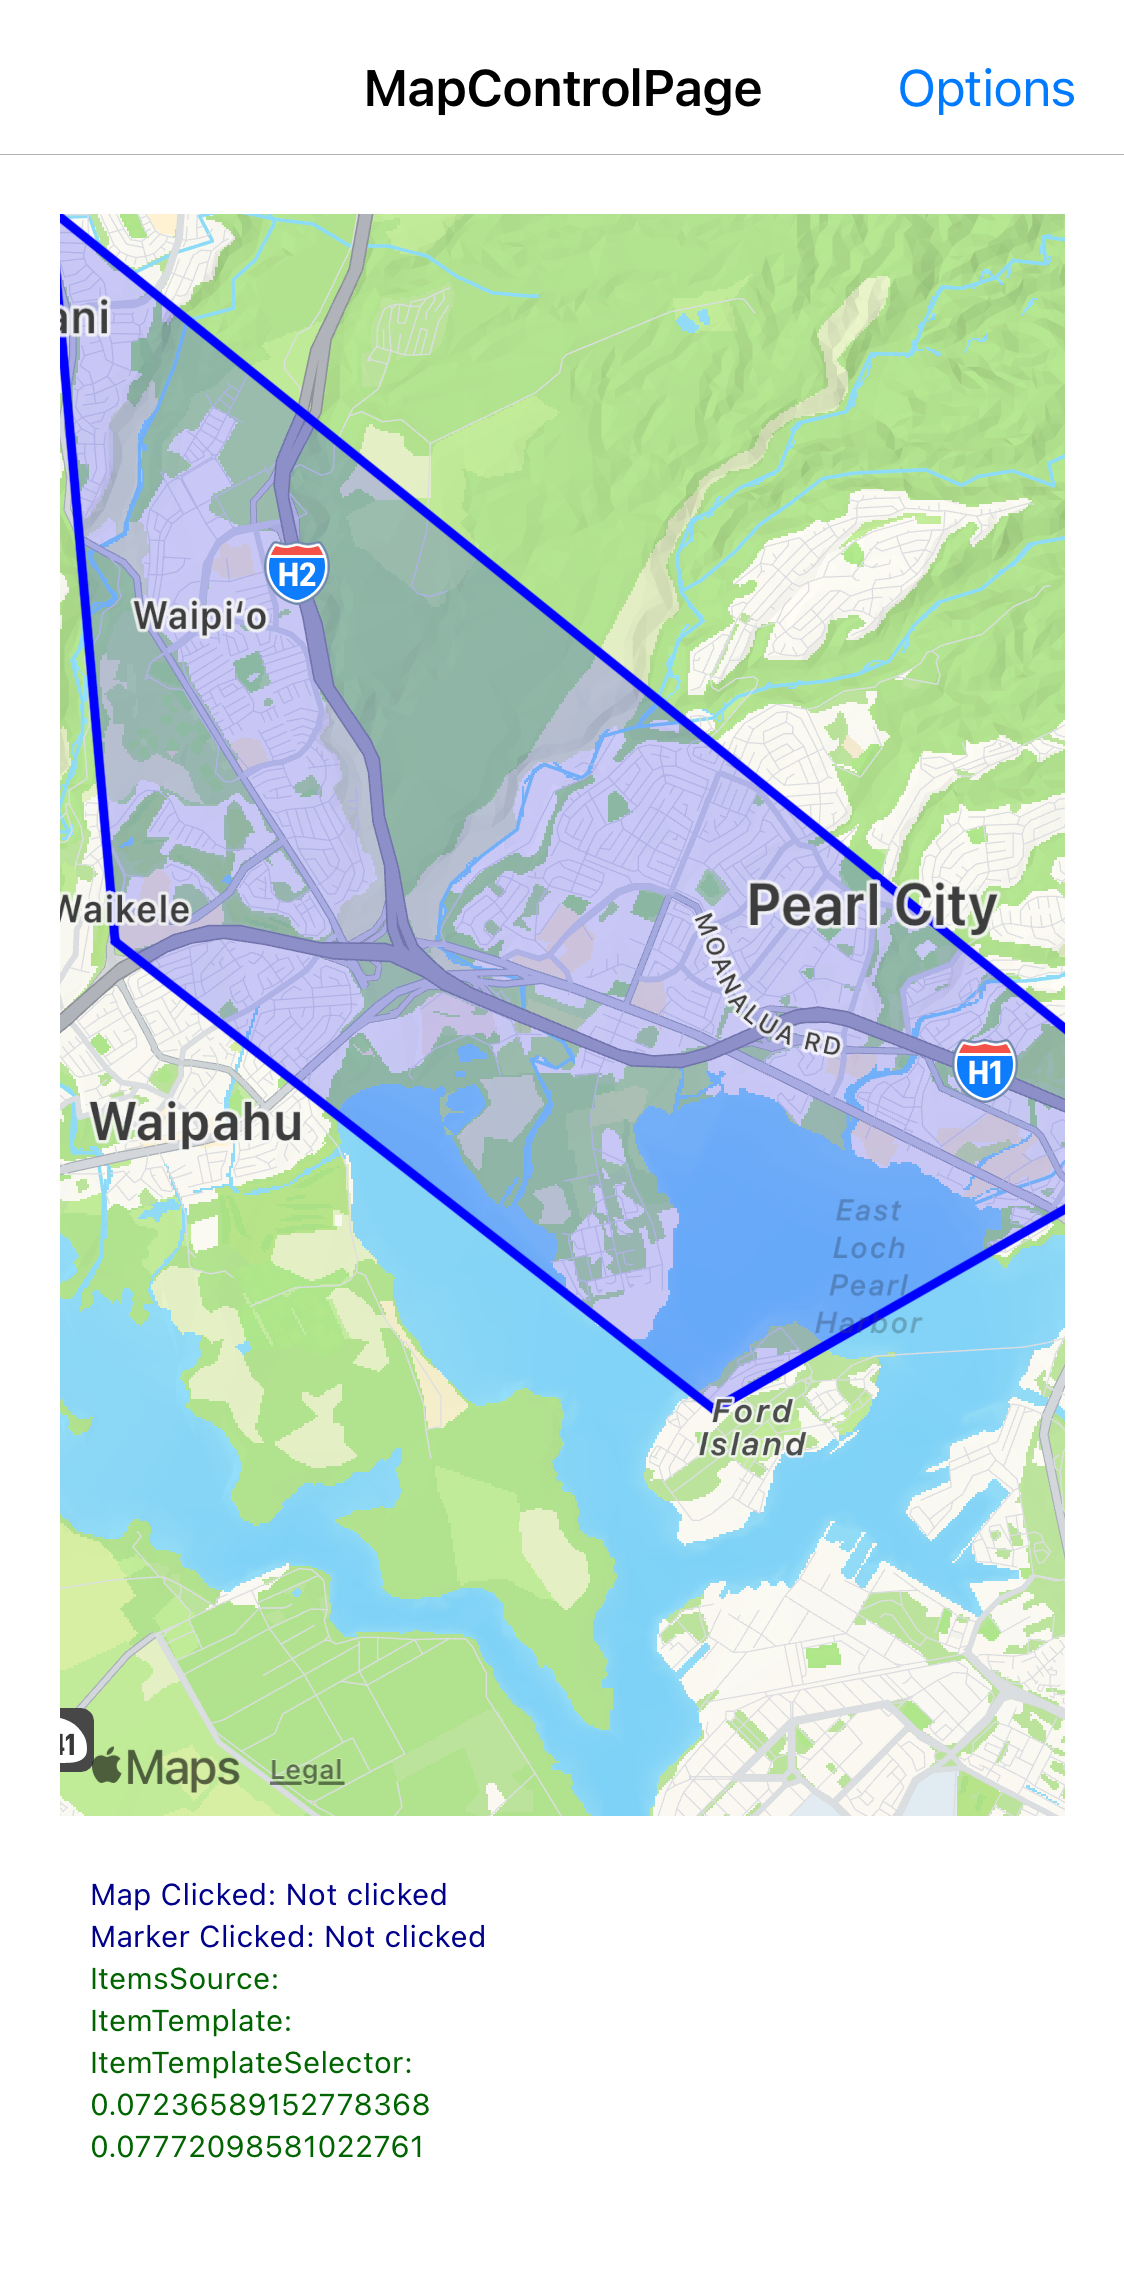 MapControlPage
Options
ani
H2
Waipi‘o
Waikele
Pearl City
MOANALUA RD
H1
Waipahu
East
Loch
Pearl
Harbor
Ford
Island
41
Maps
Legal
Map Clicked: Not clicked
Marker Clicked: Not clicked
ItemsSource:
ItemTemplate:
ItemTemplateSelector:
0.07236589152778368
0.07772098581022761